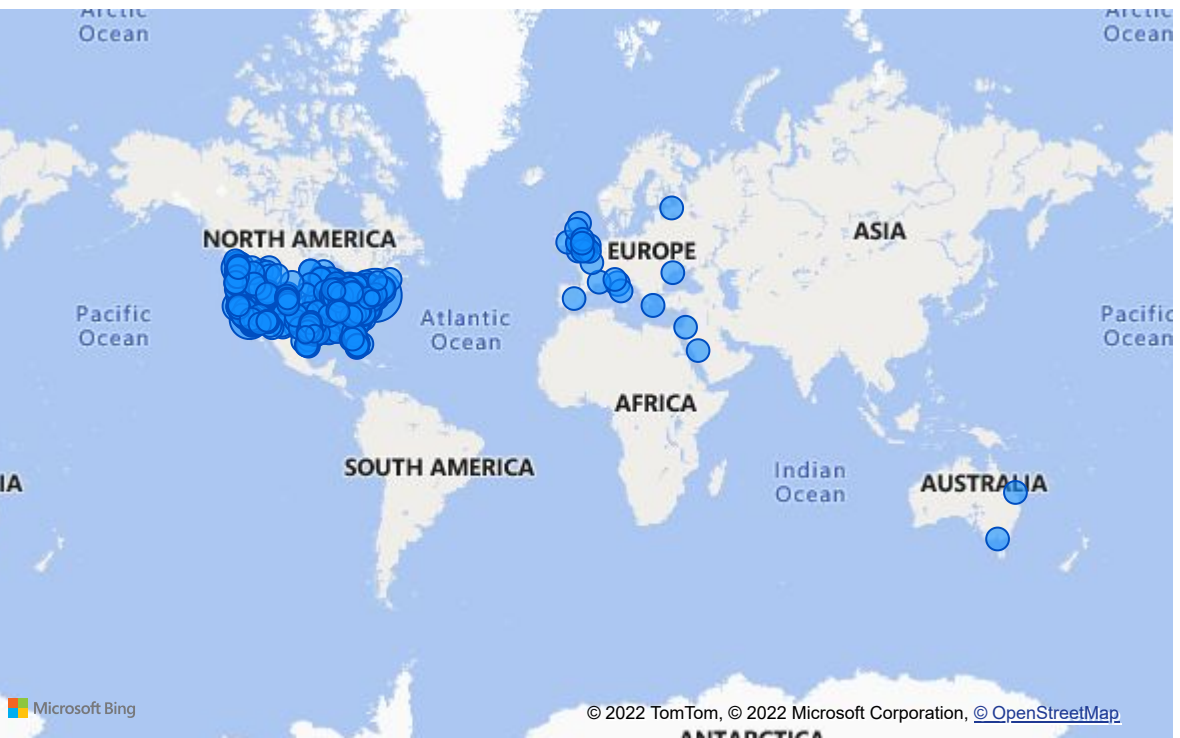 Arctic
Ocean
Arctic
Ocean
NORTH AMERICA
EUROPE
ASIA
Pacific
Ocean
Atlantic
Ocean
Pacific
Ocean
AFRICA
SOUTH AMERICA
Indian
Ocean
AUSTRALIA
IA
Microsoft Bing
© 2022 TomTom, © 2022 Microsoft Corporation, © OpenStreetMap
ANTARCTICA